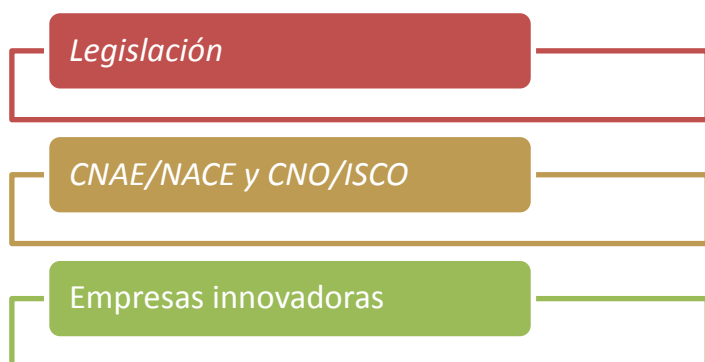 Legislación
CNAE/NACE y CNO/ISCO
Empresas innovadoras